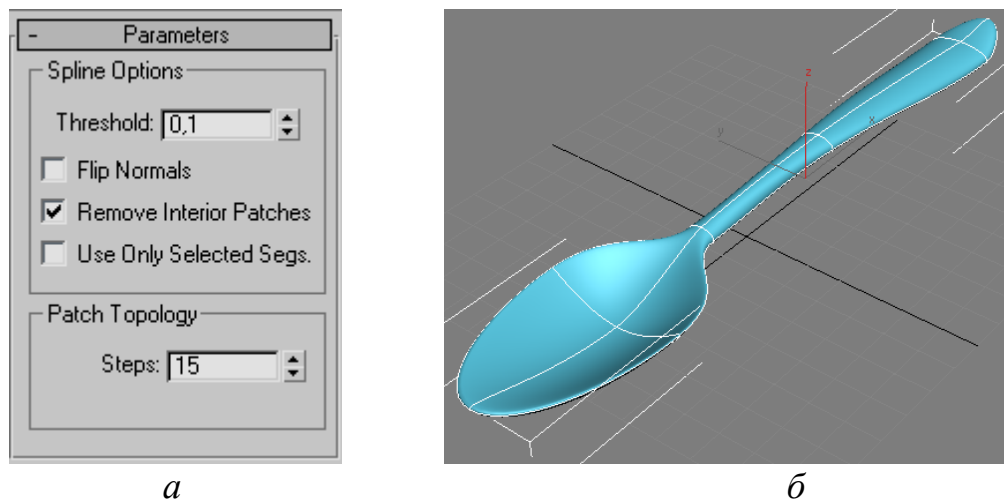 - Parameters
Spline Options
Threshold: 0,1
Flip Normals
Remove Interior Patches
Use Only Selected Segs.
Patch Topology
Steps: 15
z
y
x
а
б